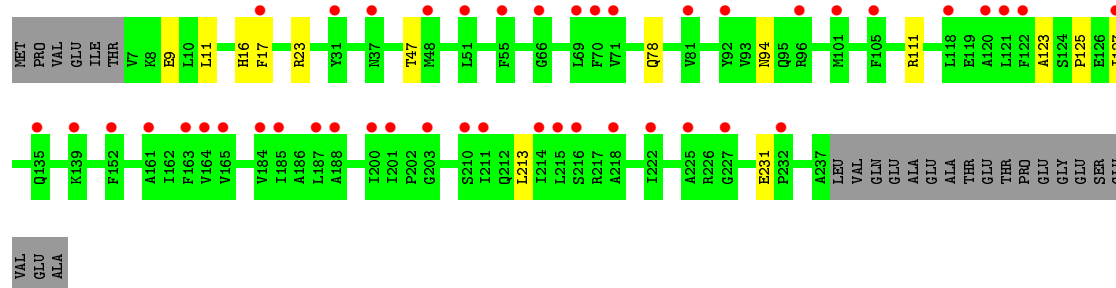 MET PRO VAL GLU ILE THR V7 K8 E9 L10 L11 H16 F17 R23 Y31 N37 T47 M48 L51 F55 G66 L69 F70 V71 Q78 V81 Y92 V93 N94 Q95 R96 M101 F105 R111 L118 E119 A120 L121 F122 A123 S124 P125 E126
Q135 K139 F152 A161 I162 F163 V164 V165 V184 I185 A186 L187 A188 I200 I201 P202 G203 S210 I211 Q212 L213 I214 L215 S216 R217 A218 I222 A225 R226 G227 E231 P232 A237 LEU VAL GLN GLU GLU ALA GLU ALA THR GLU THR PRO GLU GLY GLU SER
VAL GLU ALA